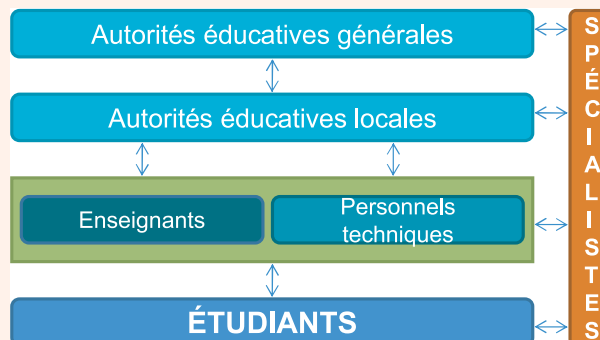 Autorités éducatives générales
Autorités éducatives locales
Enseignants
Personnels
techniques
ÉTUDIANTS
S
P
É
C
I
A
L
I
S
T
E
S